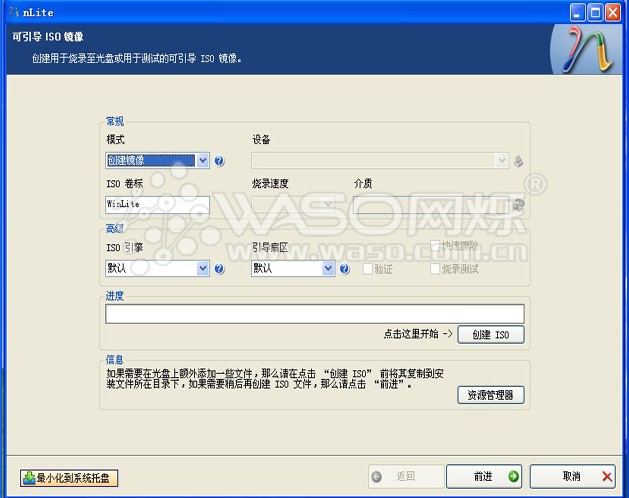 nLite
可引导 ISO 镜像
创建用于烧录至光盘或用于测试的可引导 ISO 镜像。
常规
模式
设备
创建镜像
ISO 卷标
烧录速度
介质
WinLite
WASO网烁®
www.waso.com.cn
高级
ISO 引擎
引导扇区
快速擦除
默认
默认
验证
烧录测试
进度
点击这里开始 ->
创建 ISO
信息
如果需要在光盘上额外添加一些文件，那么请在点击 “创建 ISO” 前将其复制到安
装文件所在目录下，如果需要稍后再创建 ISO 文件，那么请点击 “前进”。
资源管理器
最小化到系统托盘
返回
前进
取消